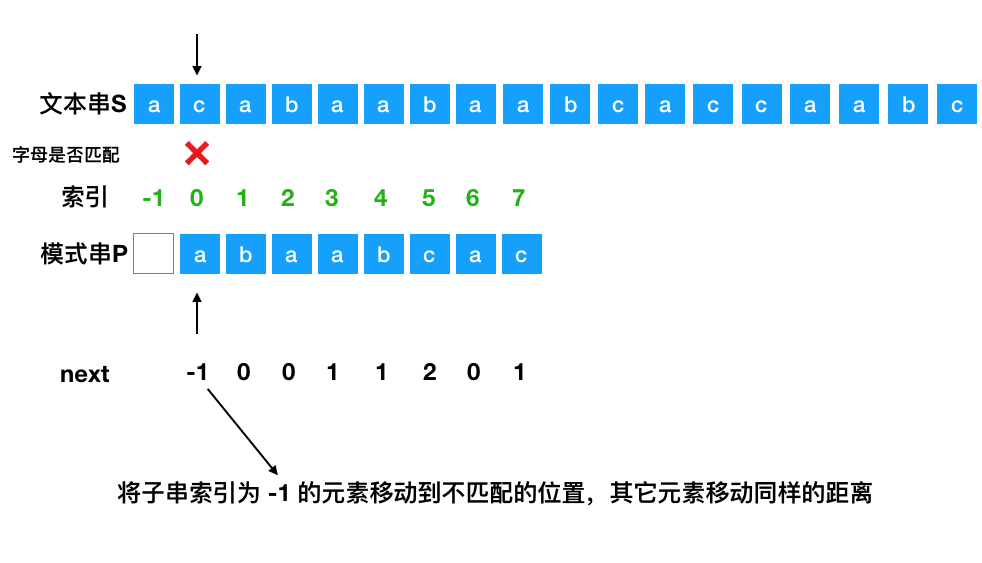 文本串S a c a b a a b a a b c a c c a a b c
字母是否匹配
索引 -1 0 1 2 3 4 5 6 7
模式串P a b a a b c a c
next -1 0 0 1 1 2 0 1
将子串索引为 -1 的元素移动到不匹配的位置，其它元素移动同样的距离